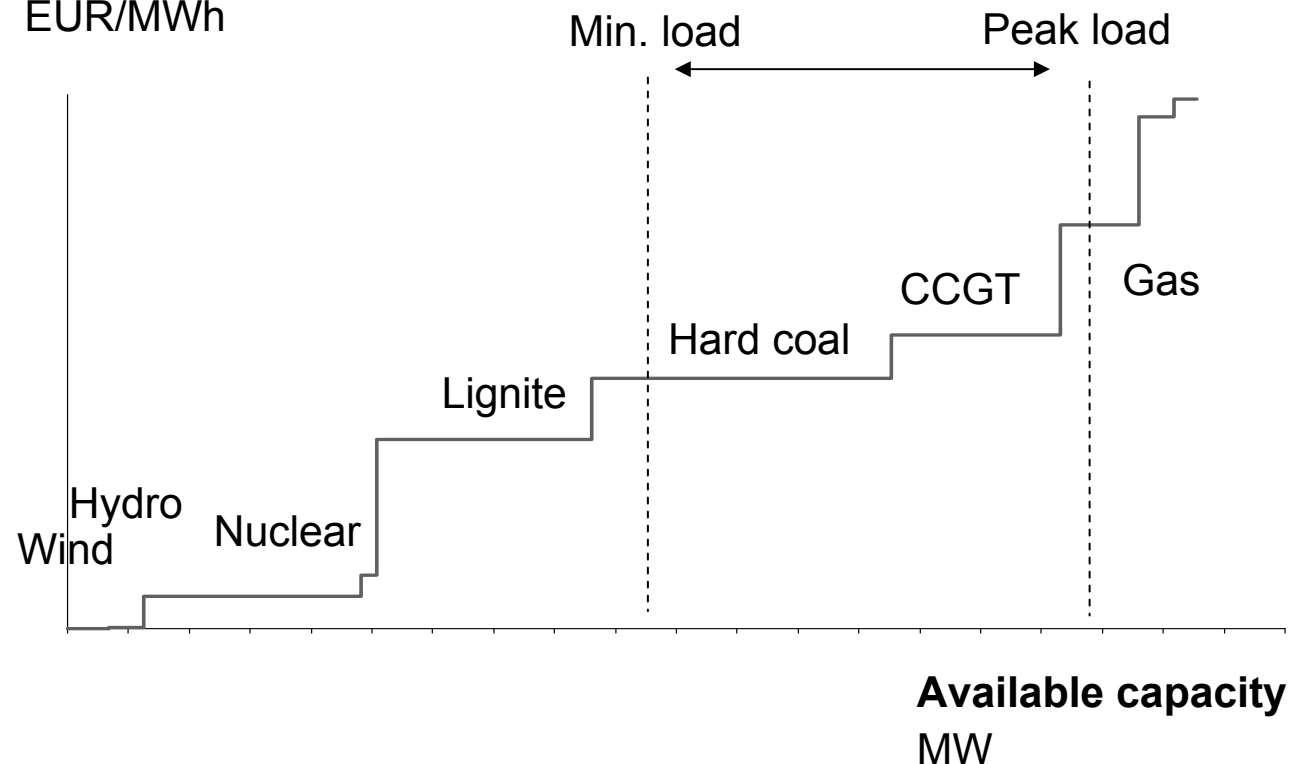 EUR/MWh
Min. load
Peak load
Gas
CCGT
Hard coal
Lignite
Hydro
Nuclear
Wind
Available capacity
MW